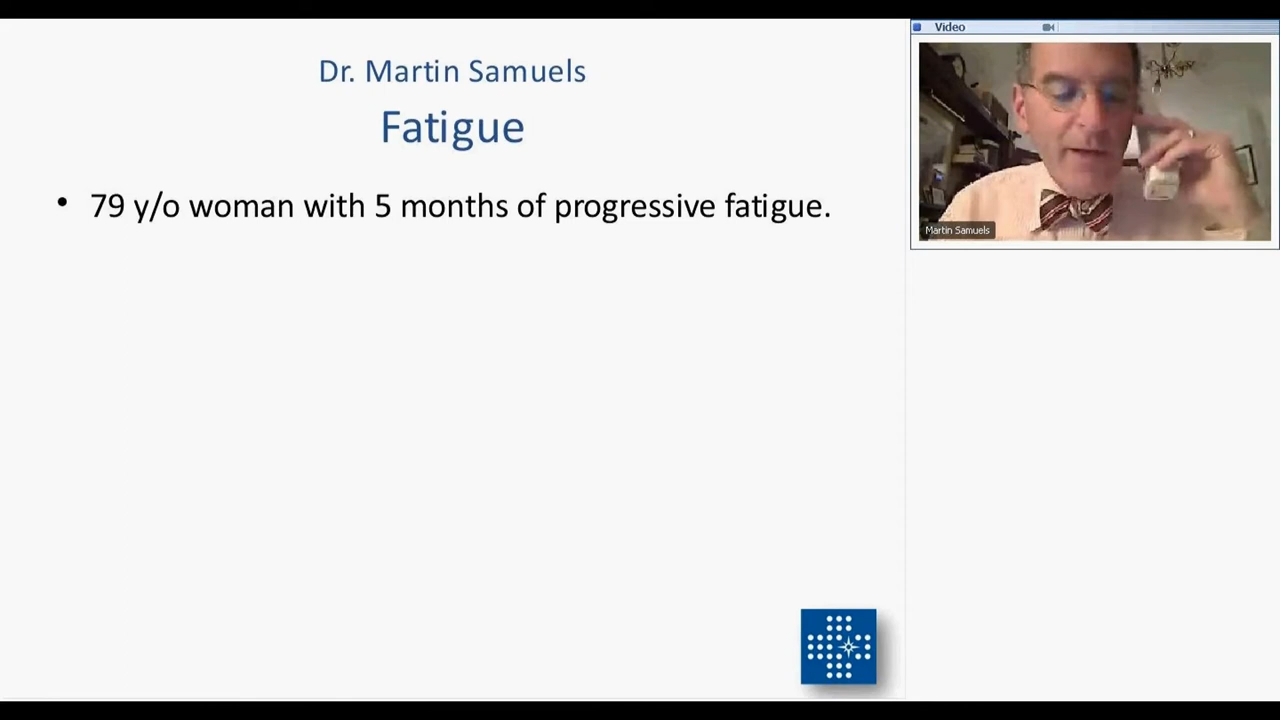 Dr. Martin Samuels
Fatigue
• 79 y/o woman with 5 months of progressive fatigue.
Video
Martin Samuels